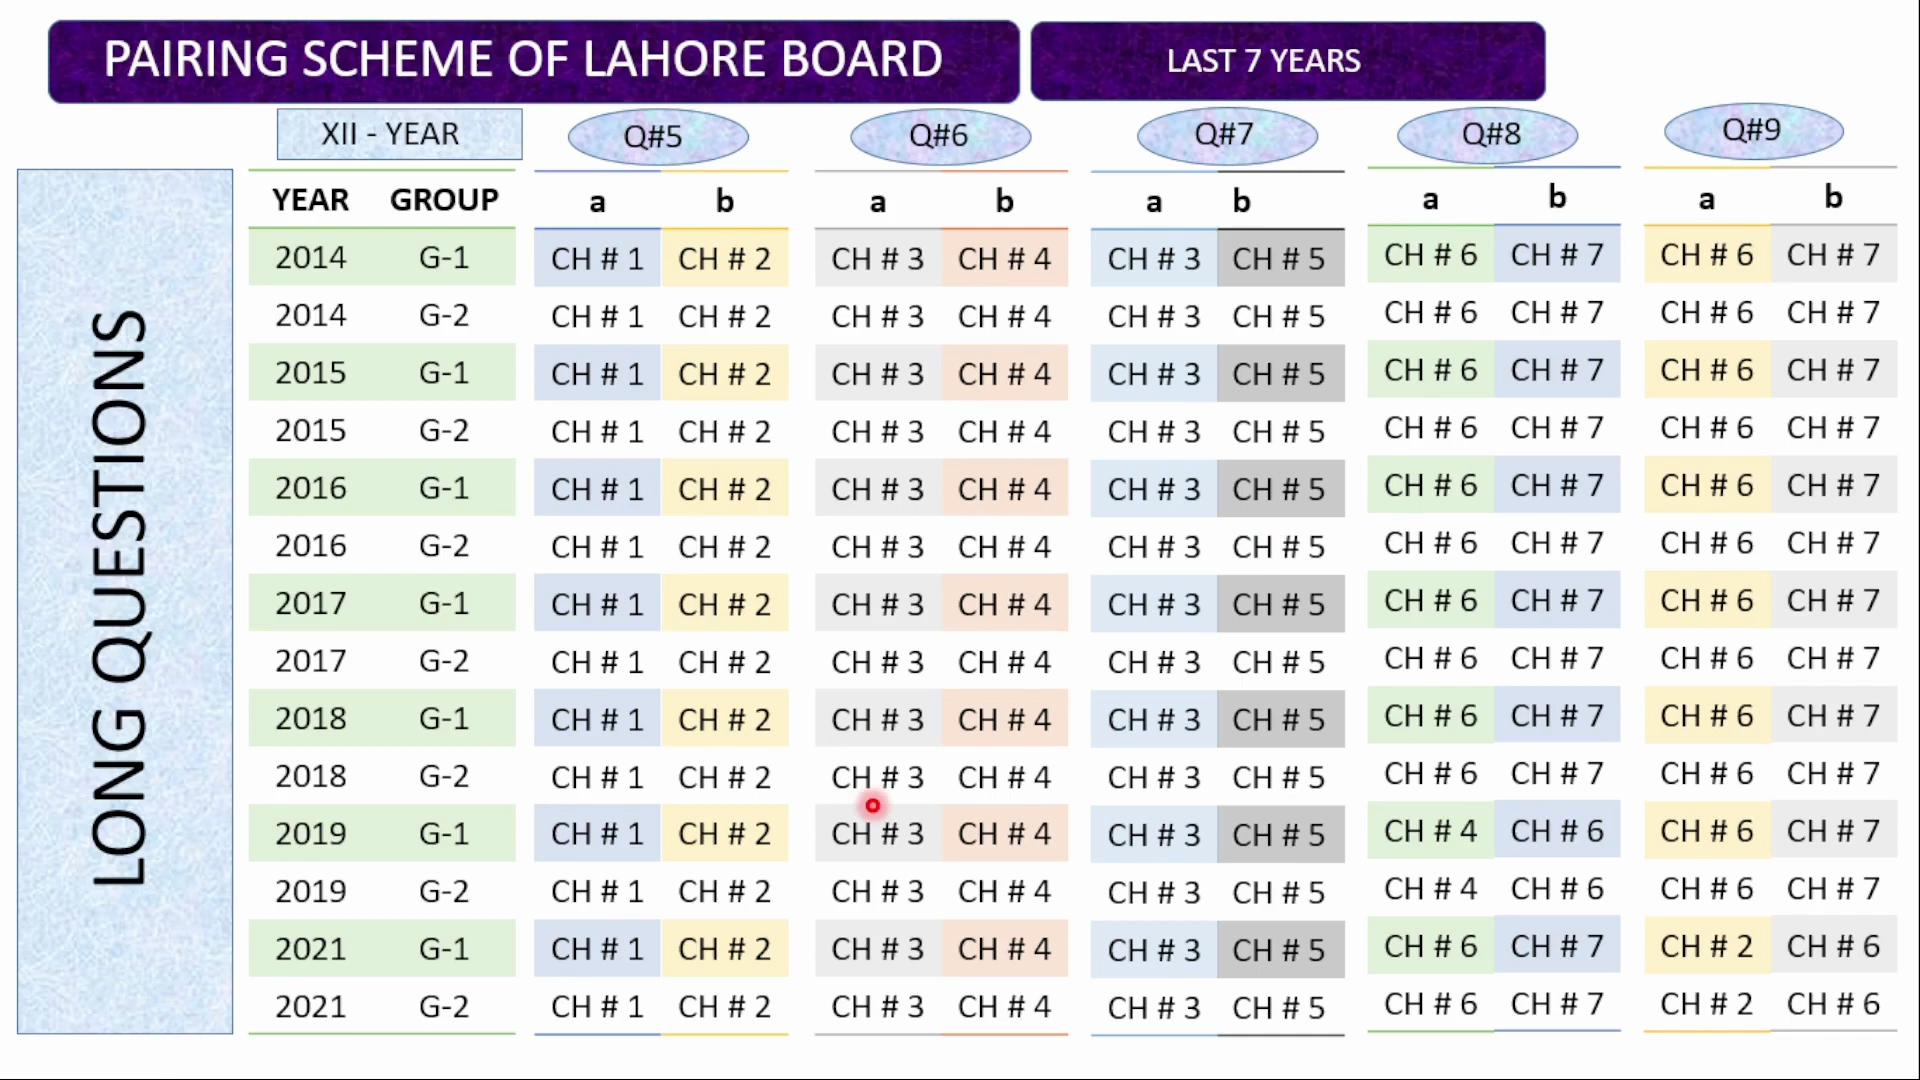 PAIRING SCHEME OF LAHORE BOARD
LAST 7 YEARS
XII - YEAR Q#5 Q#6 Q#7 Q#8 Q#9
LONG QUESTIONS
YEAR GROUP a b a b a b a b a b
2014 G-1 CH # 1 CH # 2 CH # 3 CH # 4 CH # 3 CH # 5 CH # 6 CH # 7 CH # 6 CH # 7
2014 G-2 CH # 1 CH # 2 CH # 3 CH # 4 CH # 3 CH # 5 CH # 6 CH # 7 CH # 6 CH # 7
2015 G-1 CH # 1 CH # 2 CH # 3 CH # 4 CH # 3 CH # 5 CH # 6 CH # 7 CH # 6 CH # 7
2015 G-2 CH # 1 CH # 2 CH # 3 CH # 4 CH # 3 CH # 5 CH # 6 CH # 7 CH # 6 CH # 7
2016 G-1 CH # 1 CH # 2 CH # 3 CH # 4 CH # 3 CH # 5 CH # 6 CH # 7 CH # 6 CH # 7
2016 G-2 CH # 1 CH # 2 CH # 3 CH # 4 CH # 3 CH # 5 CH # 6 CH # 7 CH # 6 CH # 7
2017 G-1 CH # 1 CH # 2 CH # 3 CH # 4 CH # 3 CH # 5 CH # 6 CH # 7 CH # 6 CH # 7
2017 G-2 CH # 1 CH # 2 CH # 3 CH # 4 CH # 3 CH # 5 CH # 6 CH # 7 CH # 6 CH # 7
2018 G-1 CH # 1 CH # 2 CH # 3 CH # 4 CH # 3 CH # 5 CH # 6 CH # 7 CH # 6 CH # 7
2018 G-2 CH # 1 CH # 2 CH # 3 CH # 4 CH # 3 CH # 5 CH # 6 CH # 7 CH # 6 CH # 7
2019 G-1 CH # 1 CH # 2 CH # 3 CH # 4 CH # 3 CH # 5 CH # 4 CH # 6 CH # 6 CH # 7
2019 G-2 CH # 1 CH # 2 CH # 3 CH # 4 CH # 3 CH # 5 CH # 4 CH # 6 CH # 6 CH # 7
2021 G-1 CH # 1 CH # 2 CH # 3 CH # 4 CH # 3 CH # 5 CH # 6 CH # 7 CH # 2 CH # 6
2021 G-2 CH # 1 CH # 2 CH # 3 CH # 4 CH # 3 CH # 5 CH # 6 CH # 7 CH # 2 CH # 6